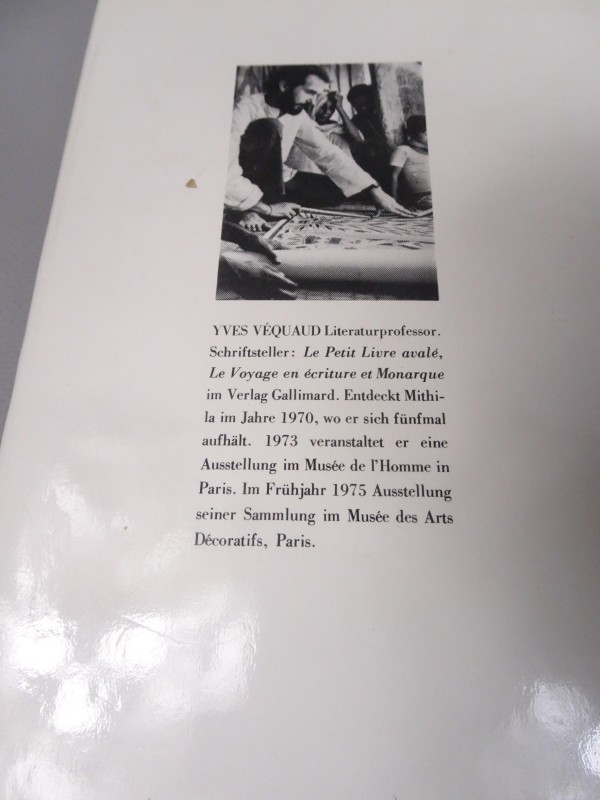 YVES VÉQUAUD Literaturprofessor.
Schriftsteller: Le Petit Livre avalé,
Le Voyage en écriture et Monarque
im Verlag Gallimard. Entdeckt Mithi-
la im Jahre 1970, wo er sich fünfmal
aufhält. 1973 veranstaltet er eine
Ausstellung im Musée de l'Homme in
Paris. Im Frühjahr 1975 Ausstellung
seiner Sammlung im Musée des Arts
Décoratifs, Paris.